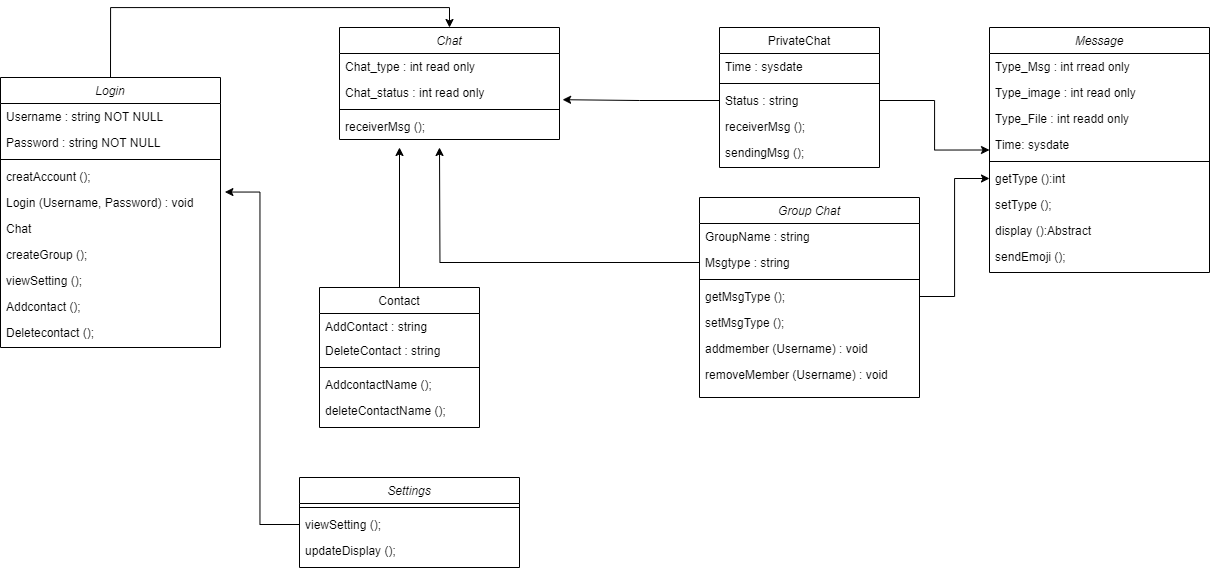 Login
Username : string NOT NULL
Password : string NOT NULL
creatAccount ();
Login (Username, Password) : void
Chat
createGroup ();
viewSetting ();
Addcontact ();
Deletecontact ();
Chat
Chat_type : int read only
Chat_status : int read only
receiverMsg ();
PrivateChat
Time : sysdate
Status : string
receiverMsg ();
sendingMsg ();
Message
Type_Msg : int rread only
Type_image : int read only
Type_File : int readd only
Time: sysdate
getType ():int
setType ();
display ():Abstract
sendEmoji ();
Group Chat
GroupName : string
Msgtype : string
getMsgType ();
setMsgType ();
addmember (Username) : void
removeMember (Username) : void
Contact
AddContact : string
DeleteContact : string
AddcontactName ();
deleteContactName ();
Settings
viewSetting ();
updateDisplay ();